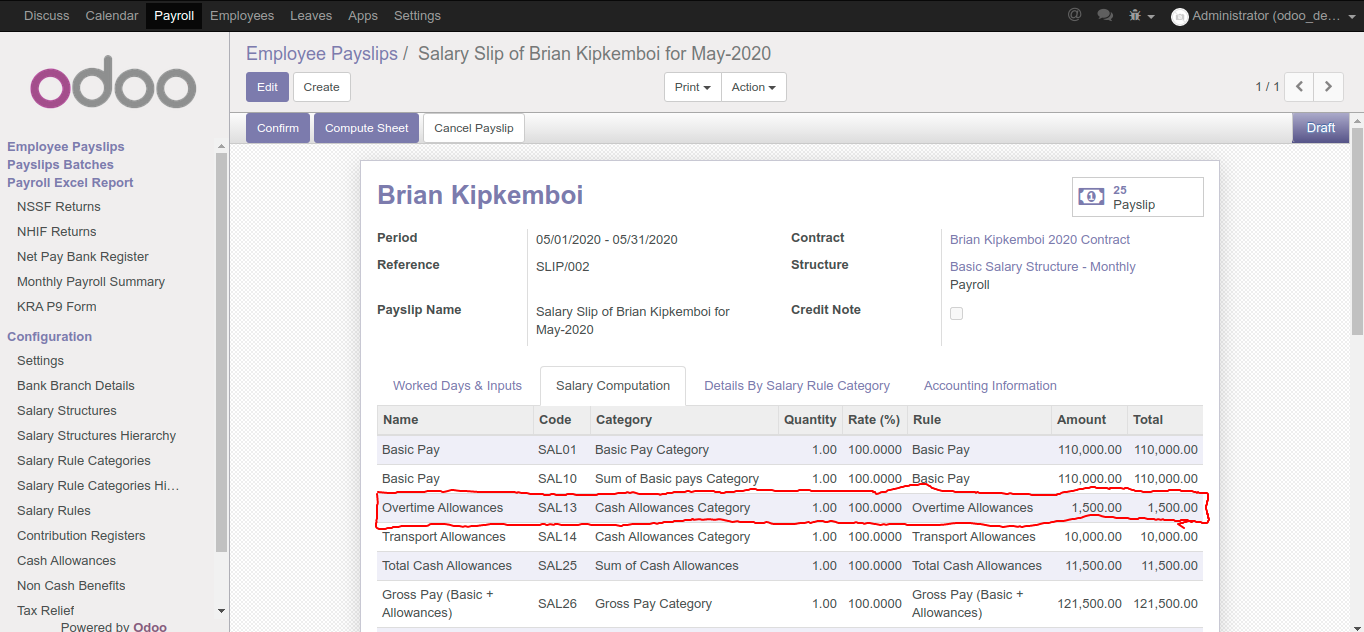 Discuss Calendar Payroll Employees Leaves Apps Settings @ Administrator (odoo_de...
odoo
Employee Payslips / Salary Slip of Brian Kipkemboi for May-2020
Edit Create Print Action 1 / 1
Confirm Compute Sheet Cancel Payslip Draft
Employee Payslips
Payslips Batches
Payroll Excel Report
NSSF Returns
NHIF Returns
Net Pay Bank Register
Monthly Payroll Summary
KRA P9 Form
Configuration
Settings
Bank Branch Details
Salary Structures
Salary Structures Hierarchy
Salary Rule Categories
Salary Rule Categories Hi...
Salary Rules
Contribution Registers
Cash Allowances
Non Cash Benefits
Tax Relief
Powered by Odoo
Brian Kipkemboi
1 25
Payslip
Period 05/01/2020 - 05/31/2020 Contract Brian Kipkemboi 2020 Contract
Reference SLIP/002 Structure Basic Salary Structure - Monthly
Payroll
Payslip Name Salary Slip of Brian Kipkemboi for Credit Note
May-2020
Worked Days & Inputs Salary Computation Details By Salary Rule Category Accounting Information
Name Code Category Quantity Rate (%) Rule Amount Total
Basic Pay SAL01 Basic Pay Category 1.00 100.0000 Basic Pay 110,000.00 110,000.00
Basic Pay SAL10 Sum of Basic pays Category 1.00 100.0000 Basic Pay 110,000.00 110,000.00
Overtime Allowances SAL13 Cash Allowances Category 1.00 100.0000 Overtime Allowances 1,500.00 1,500.00
Transport Allowances SAL14 Cash Allowances Category 1.00 100.0000 Transport Allowances 10,000.00 10,000.00
Total Cash Allowances SAL25 Sum of Cash Allowances 1.00 100.0000 Total Cash Allowances 11,500.00 11,500.00
Gross Pay (Basic + Allowances) SAL26 Gross Pay Category 1.00 100.0000 Gross Pay (Basic + Allowances) 121,500.00 121,500.00